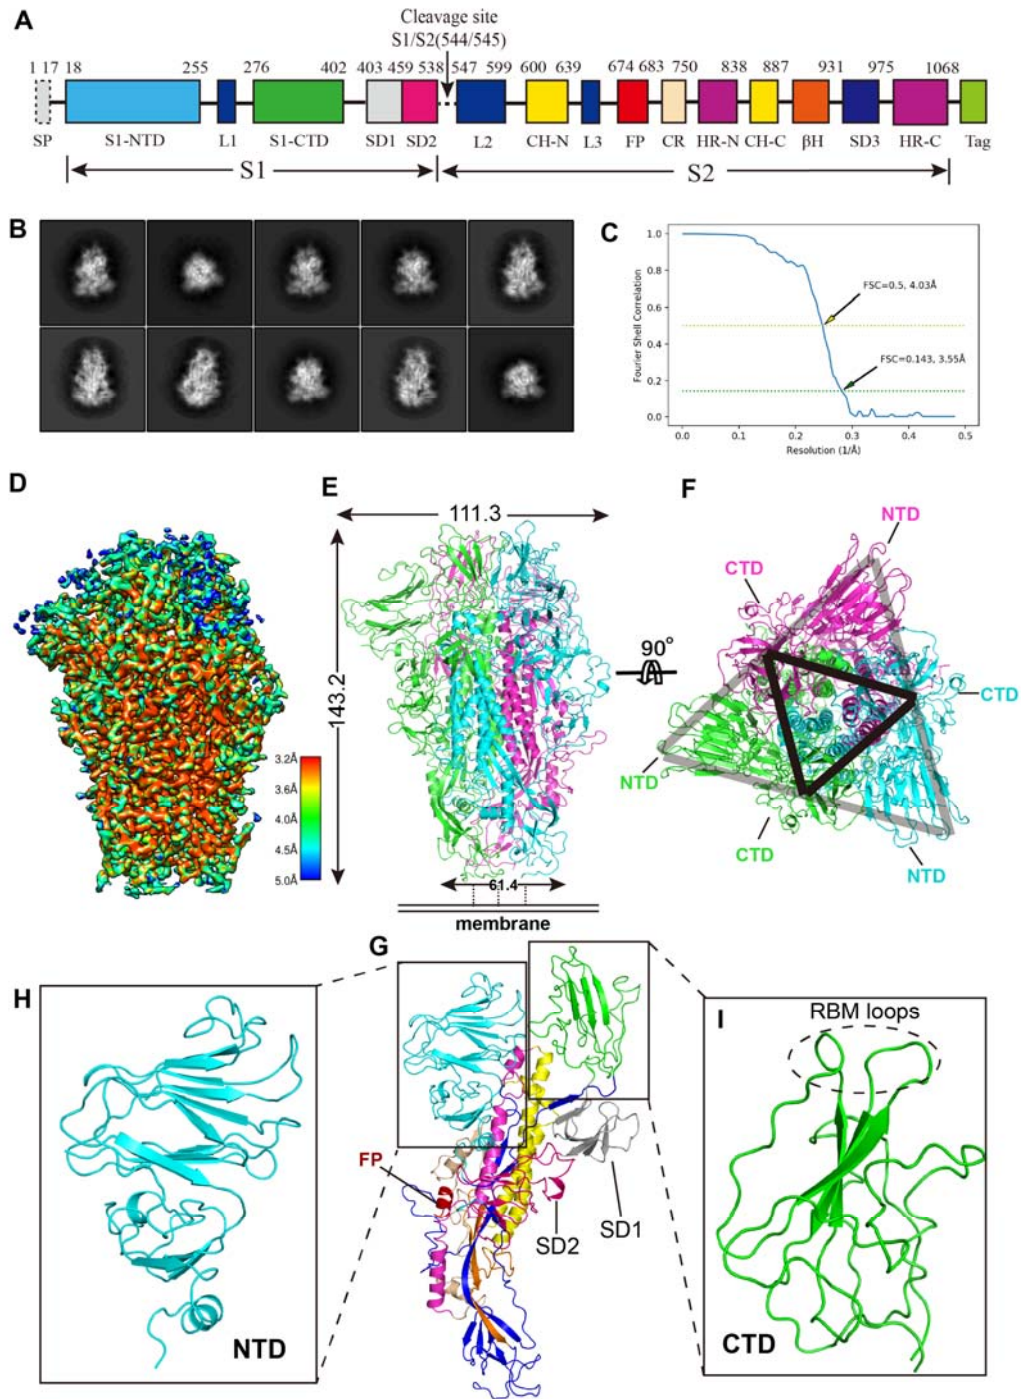 A
Cleavage site
S1/S2(544/545)
1 17 18 255 276 402 403 459 538 547 599 600 639 674 683 750 838 887 931 975 1068
SP S1-NTD L1 S1-CTD SD1 SD2 L2 CH-N L3 FP CR HR-N CH-C βH SD3 HR-C Tag
S1 S2
B
C
1.0
0.8
0.6
0.4
0.2
0.0
Fourier Shell Correlation
FSC=0.5, 4.03Å
FSC=0.143, 3.55Å
0.0 0.1 0.2 0.3 0.4 0.5
Resolution (1/Å)
D
3.2Å
3.6Å
4.0Å
4.5Å
5.0Å
E
111.3
143.2
61.4
membrane
90°
F
NTD
CTD
CTD
NTD
CTD
NTD
G
FP
SD2
SD1
H
NTD
I
RBM loops
CTD